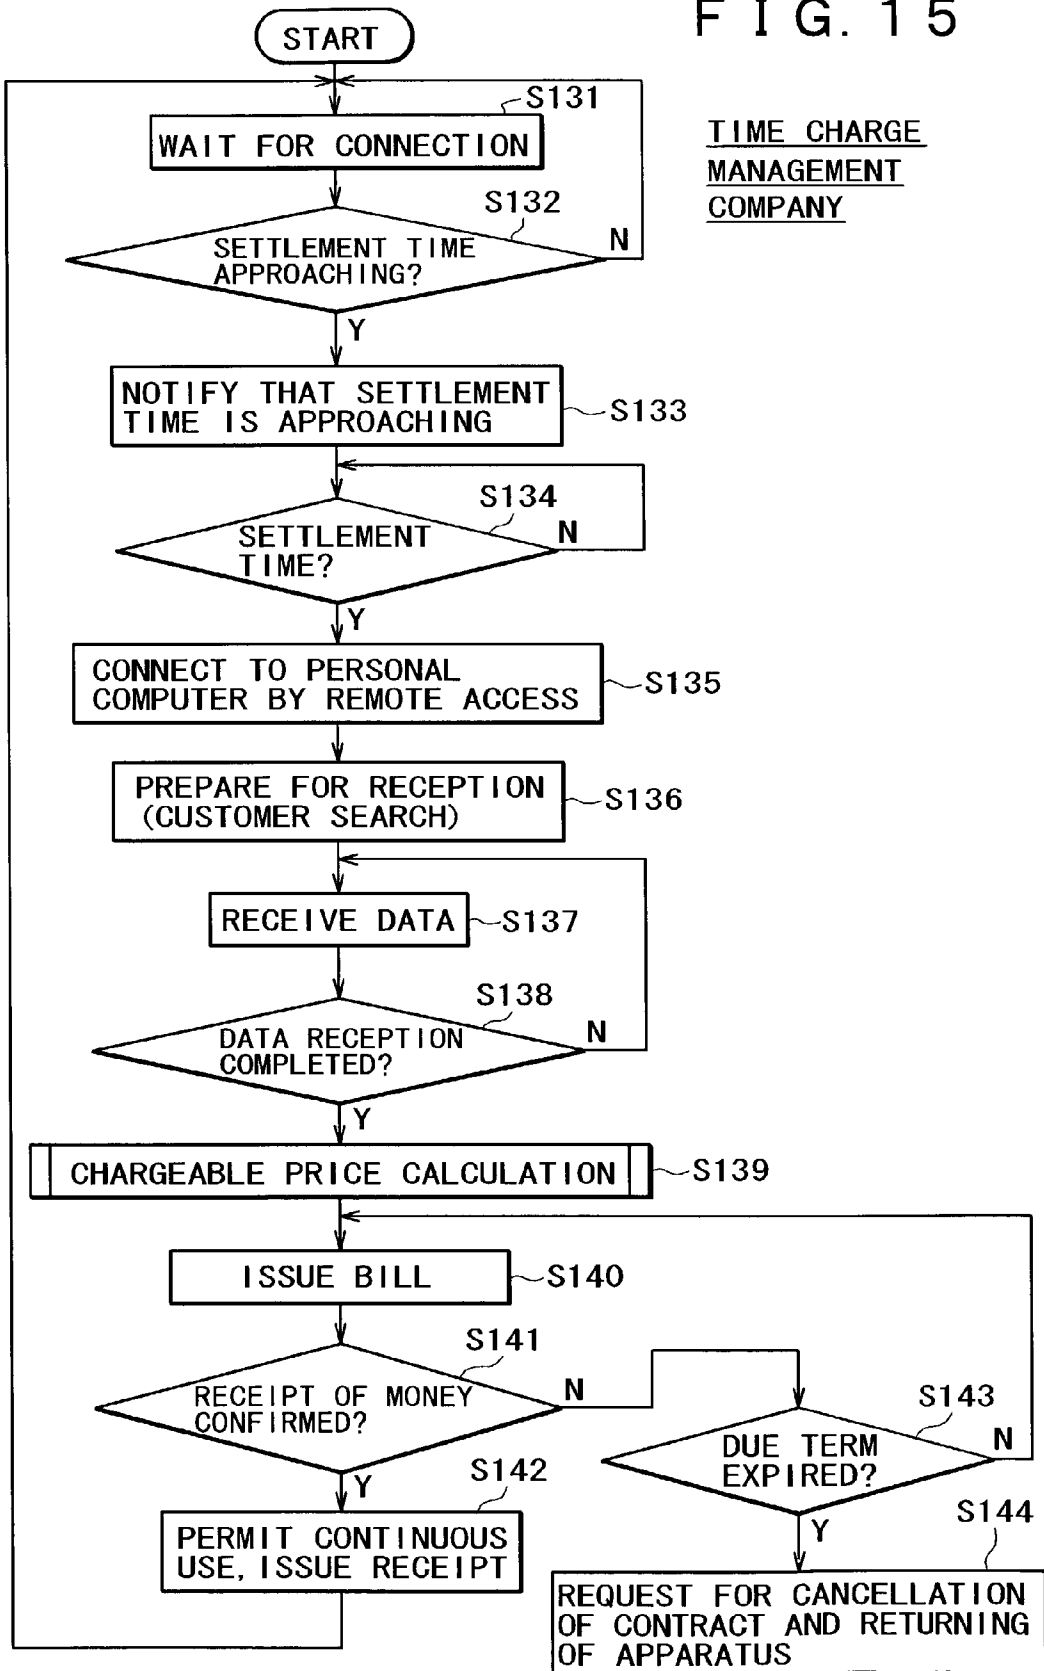 FIG. 15
START
TIME CHARGE
MANAGEMENT
COMPANY
S131
WAIT FOR CONNECTION
S132
SETTLEMENT TIME
APPROACHING?
N
Y
NOTIFY THAT SETTLEMENT
TIME IS APPROACHING
S133
S134
SETTLEMENT
TIME?
N
Y
CONNECT TO PERSONAL
COMPUTER BY REMOTE ACCESS
S135
PREPARE FOR RECEPTION
(CUSTOMER SEARCH)
S136
RECEIVE DATA
S137
S138
DATA RECEPTION
COMPLETED?
N
Y
CHARGEABLE PRICE CALCULATION
S139
ISSUE BILL
S140
S141
RECEIPT OF MONEY
CONFIRMED?
N
Y
S143
DUE TERM
EXPIRED?
N
Y
S142
PERMIT CONTINUOUS
USE, ISSUE RECEIPT
S144
REQUEST FOR CANCELLATION
OF CONTRACT AND RETURNING
OF APPARATUS